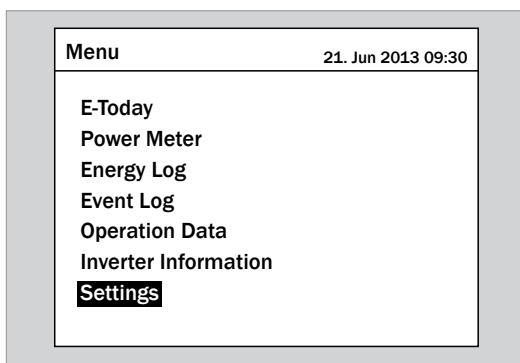 Menu 21. Jun 2013 09:30
E-Today
Power Meter
Energy Log
Event Log
Operation Data
Inverter Information
Settings